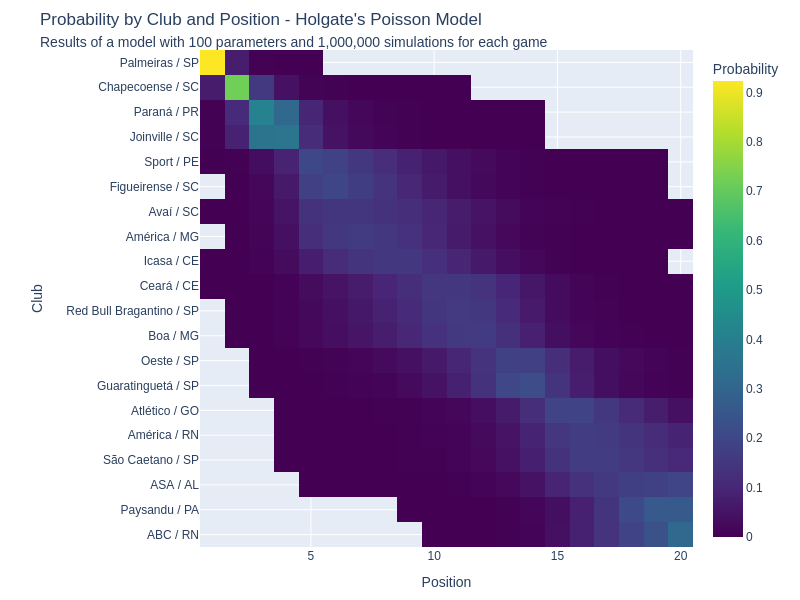 Probability by Club and Position - Holgate's Poisson Model
Results of a model with 100 parameters and 1,000,000 simulations for each game
Palmeiras / SP
Chapecoense / SC
Paraná / PR
Joinville / SC
Sport / PE
Figueirense / SC
Avaí / SC
América / MG
Icasa / CE
Ceará / CE
Red Bull Bragantino / SP
Boa / MG
Oeste / SP
Guaratinguetá / SP
Atlético / GO
América / RN
São Caetano / SP
ASA / AL
Paysandu / PA
ABC / RN
Club
5 10 15 20
Position
Probability
0.9
0.8
0.7
0.6
0.5
0.4
0.3
0.2
0.1
0